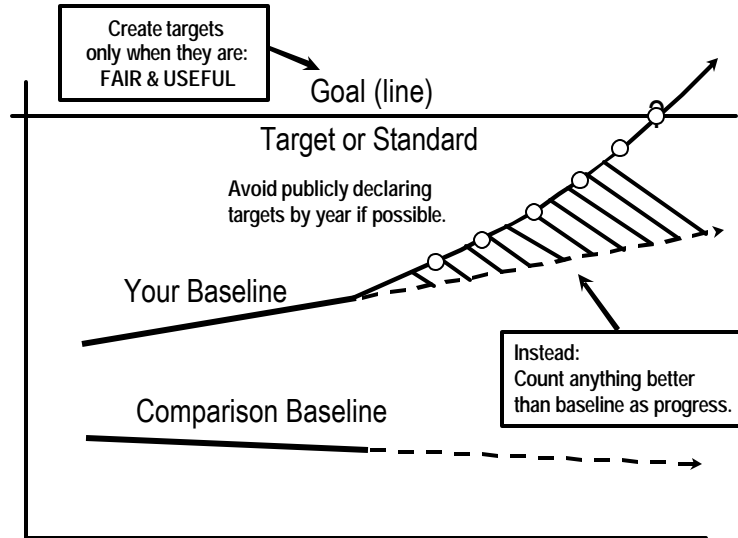 Create targets
only when they are:
FAIR & USEFUL
Goal (line)
Target or Standard
Avoid publicly declaring
targets by year if possible.
Your Baseline
Instead:
Count anything better
than baseline as progress.
Comparison Baseline